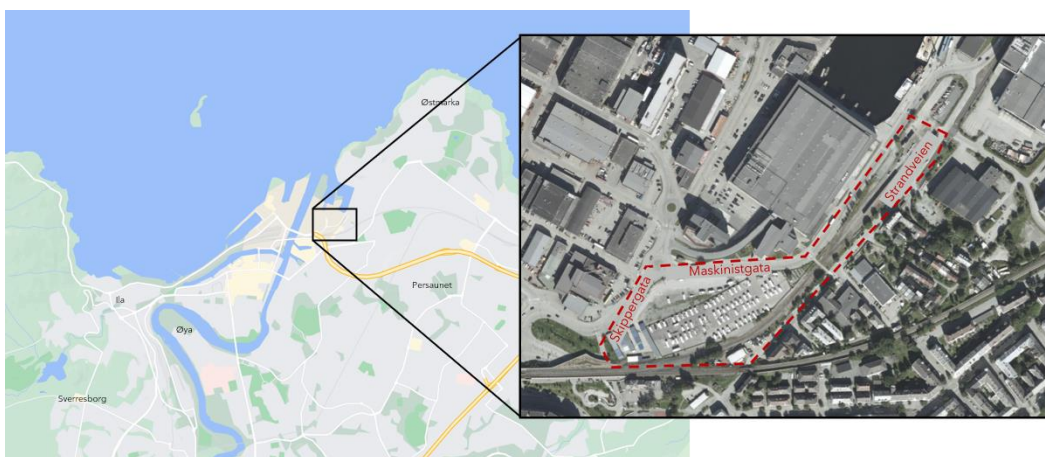 Østmarka
Persaunet
Ila
Øya
Sverresborg
Strandveien
Maskinistgata
Skippergata